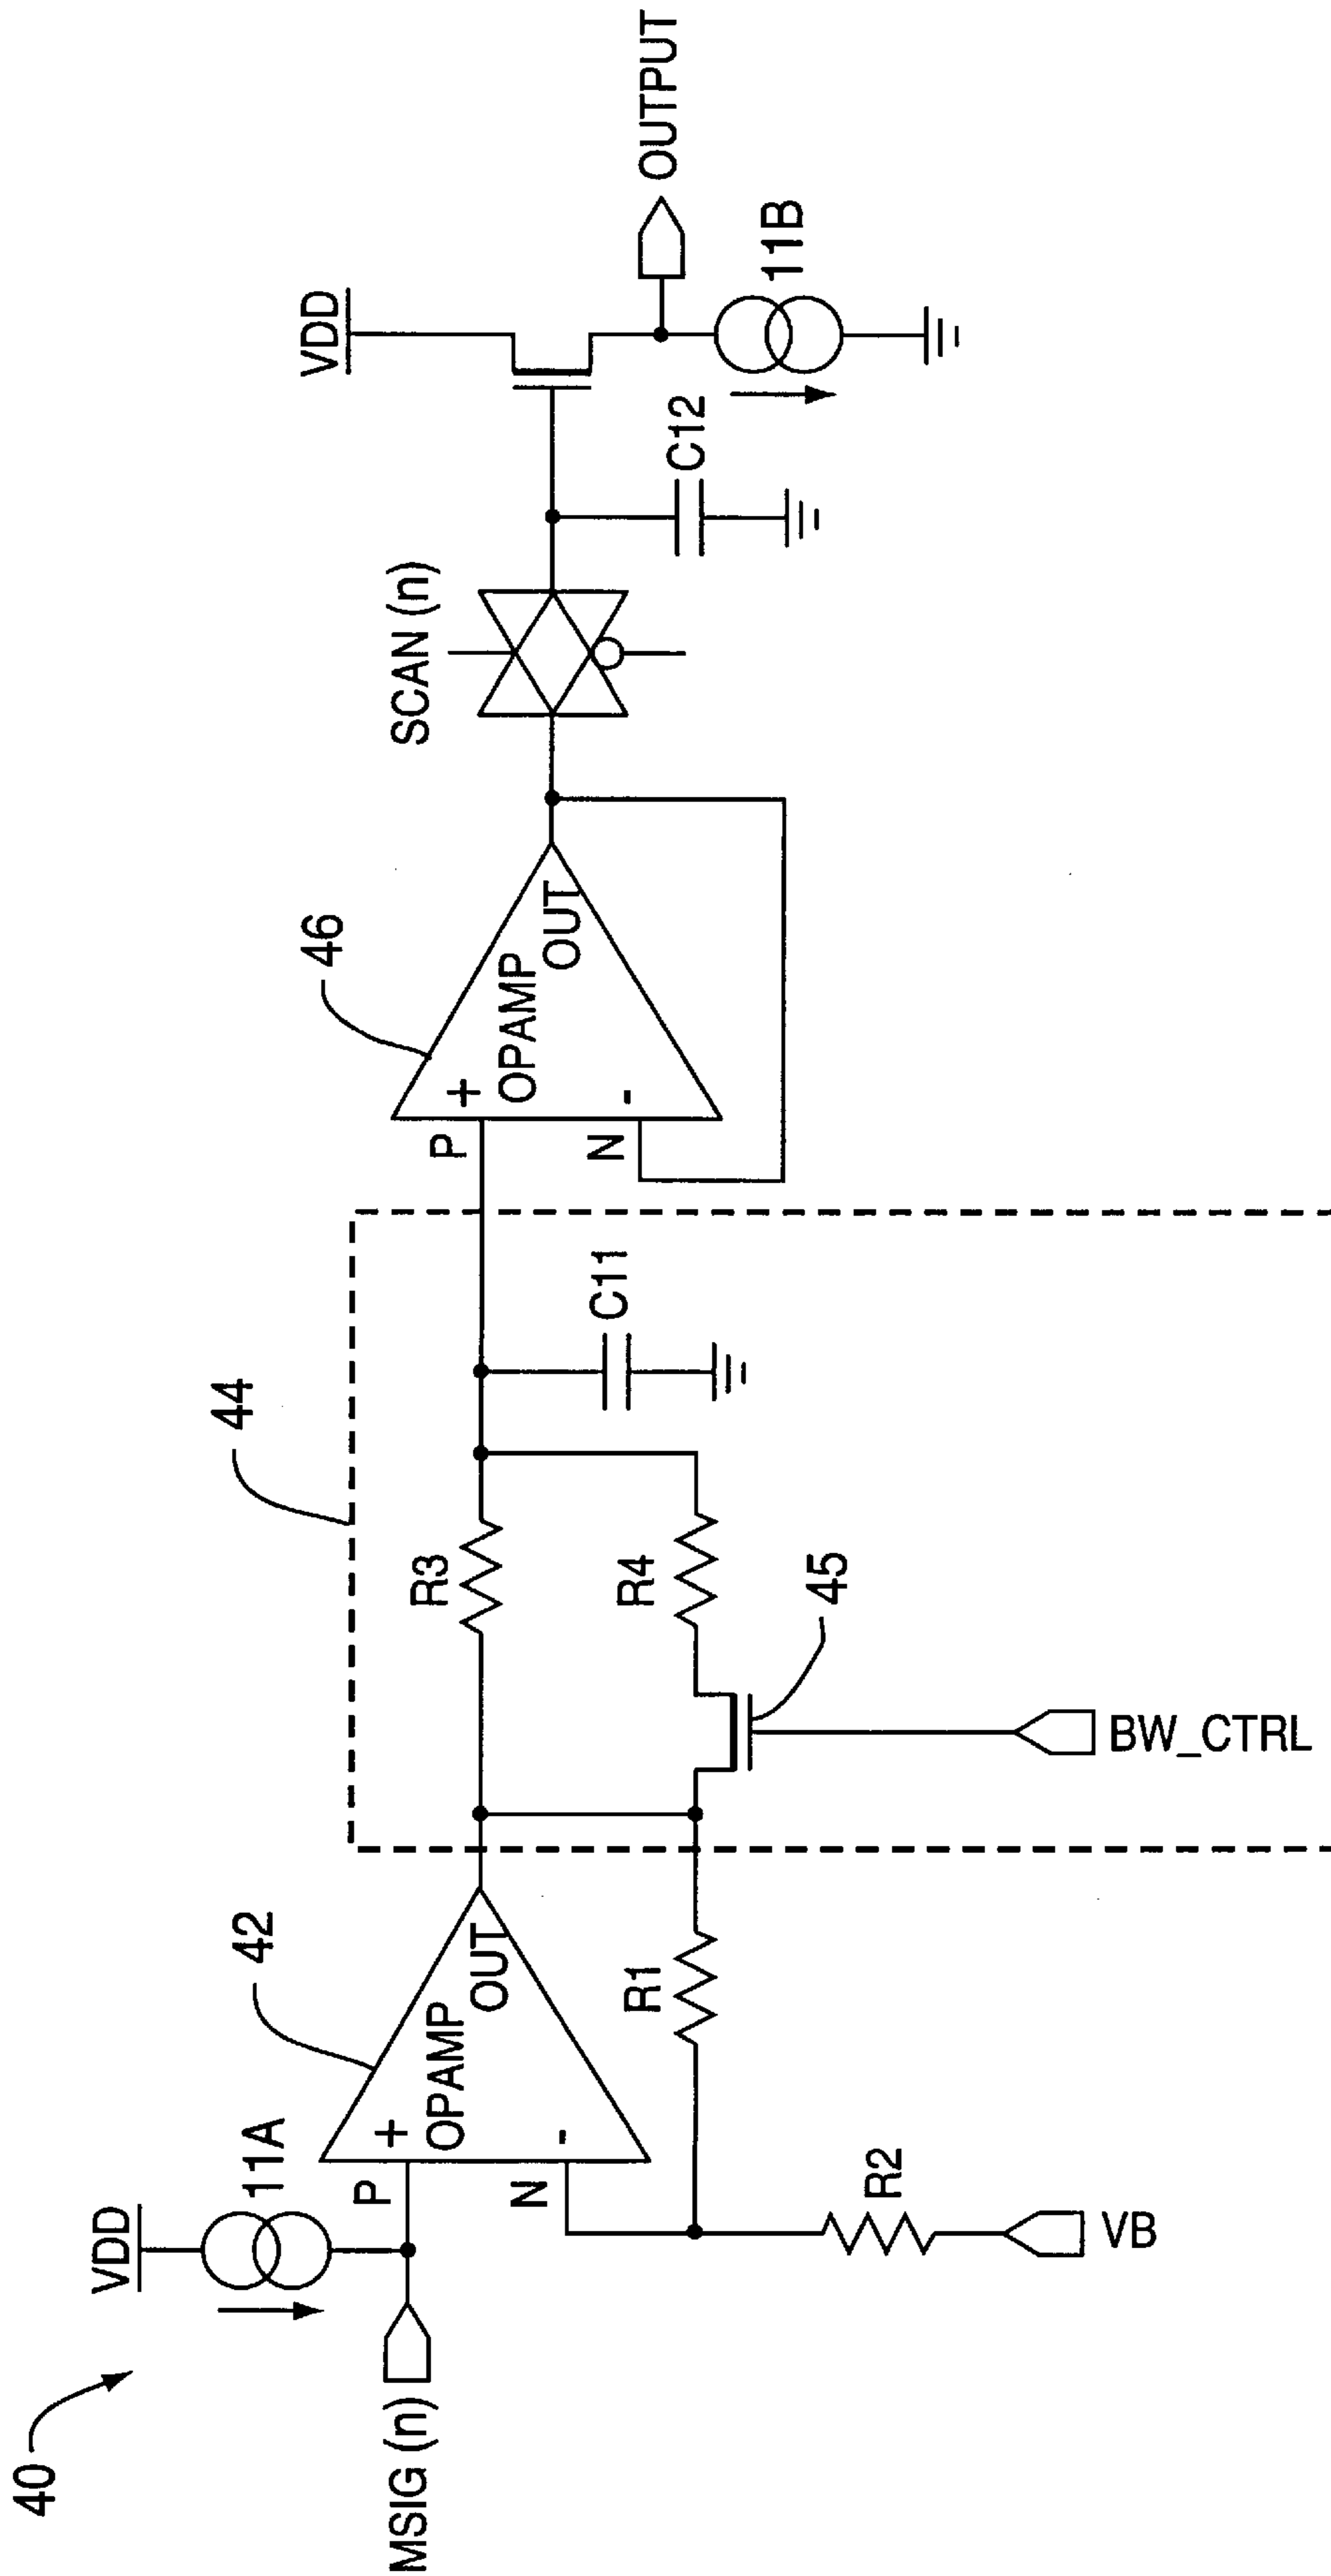 40
MSIG (n)
VDD
11A
P
+
OPAMP
OUT
N
-
42
R2
VB
R1
44
R3
R4
45
BW_CTRL
C11
46
P
+
OPAMP
OUT
N
-
SCAN (n)
C12
VDD
OUTPUT
11B